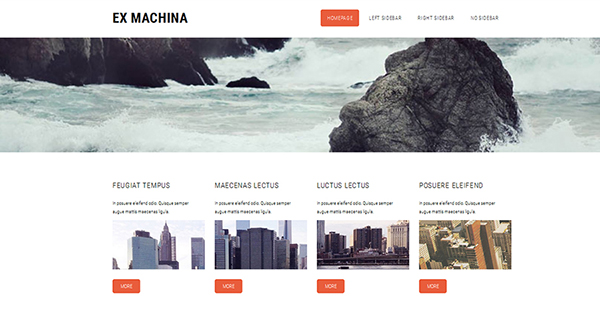 EX MACHINA
HOMEPAGE LEFT SIDEBAR RIGHT SIDEBAR NO SIDEBAR
FEUGIAT TEMPUS
In posuere eleifend odio. Quisque semper
augue mattis maecenas ligula.
MORE
MAECENAS LECTUS
In posuere eleifend odio. Quisque semper
augue mattis maecenas ligula.
MORE
LUCTUS LECTUS
In posuere eleifend odio. Quisque semper
augue mattis maecenas ligula.
MORE
POSUERE ELEIFEND
In posuere eleifend odio. Quisque semper
augue mattis maecenas ligula.
MORE